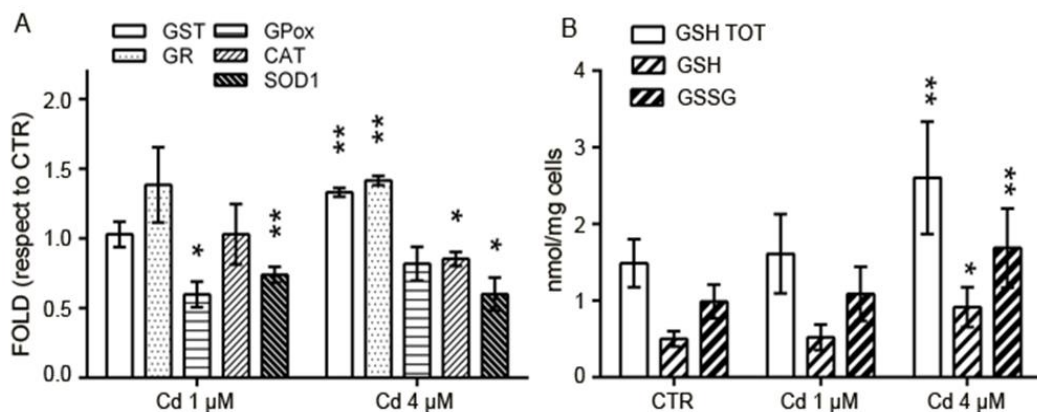 A
GST
GPox
GR
CAT
SOD1
FOLD (respect to CTR)
2.0
1.5
1.0
0.5
0.0
*
**
**
**
*
*
Cd 1 µM
Cd 4 µM
B
GSH TOT
GSH
GSSG
nmol/mg cells
4
3
2
1
0
**
*
**
CTR
Cd 1 µM
Cd 4 µM